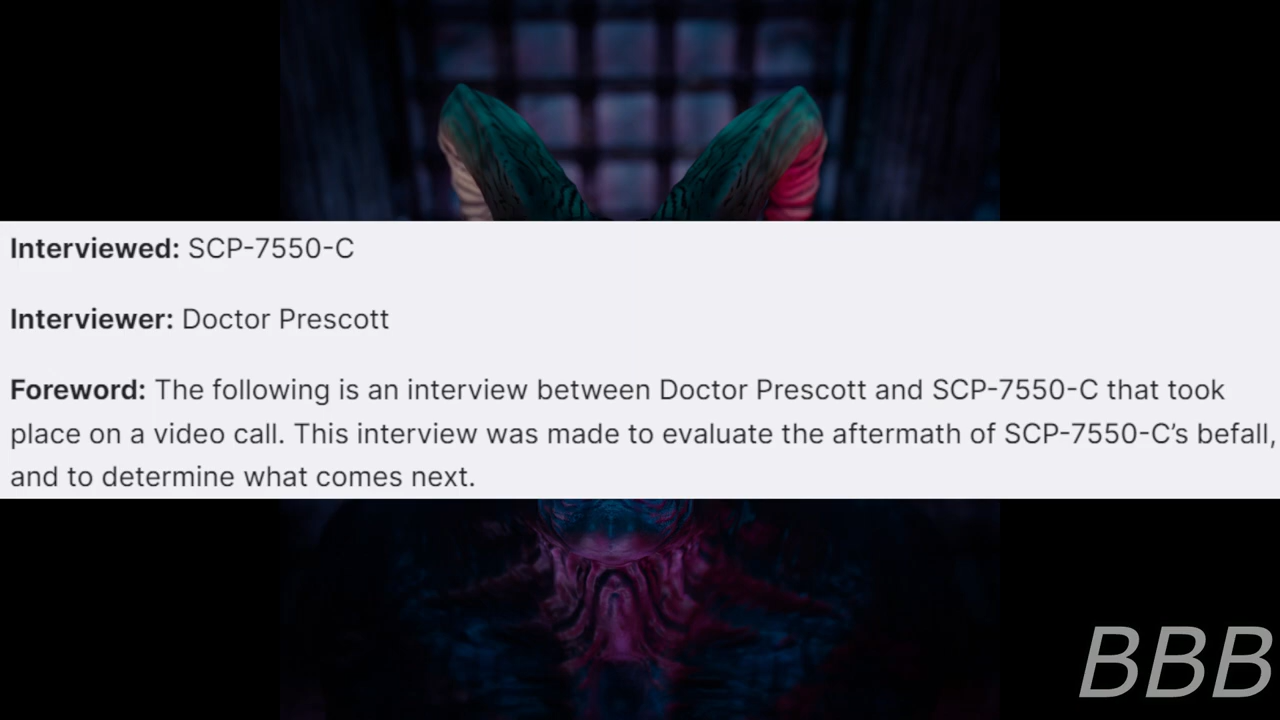 Interviewed: SCP-7550-C
Interviewer: Doctor Prescott
Foreword: The following is an interview between Doctor Prescott and SCP-7550-C that took
place on a video call. This interview was made to evaluate the aftermath of SCP-7550-C’s befall,
and to determine what comes next.
BBB